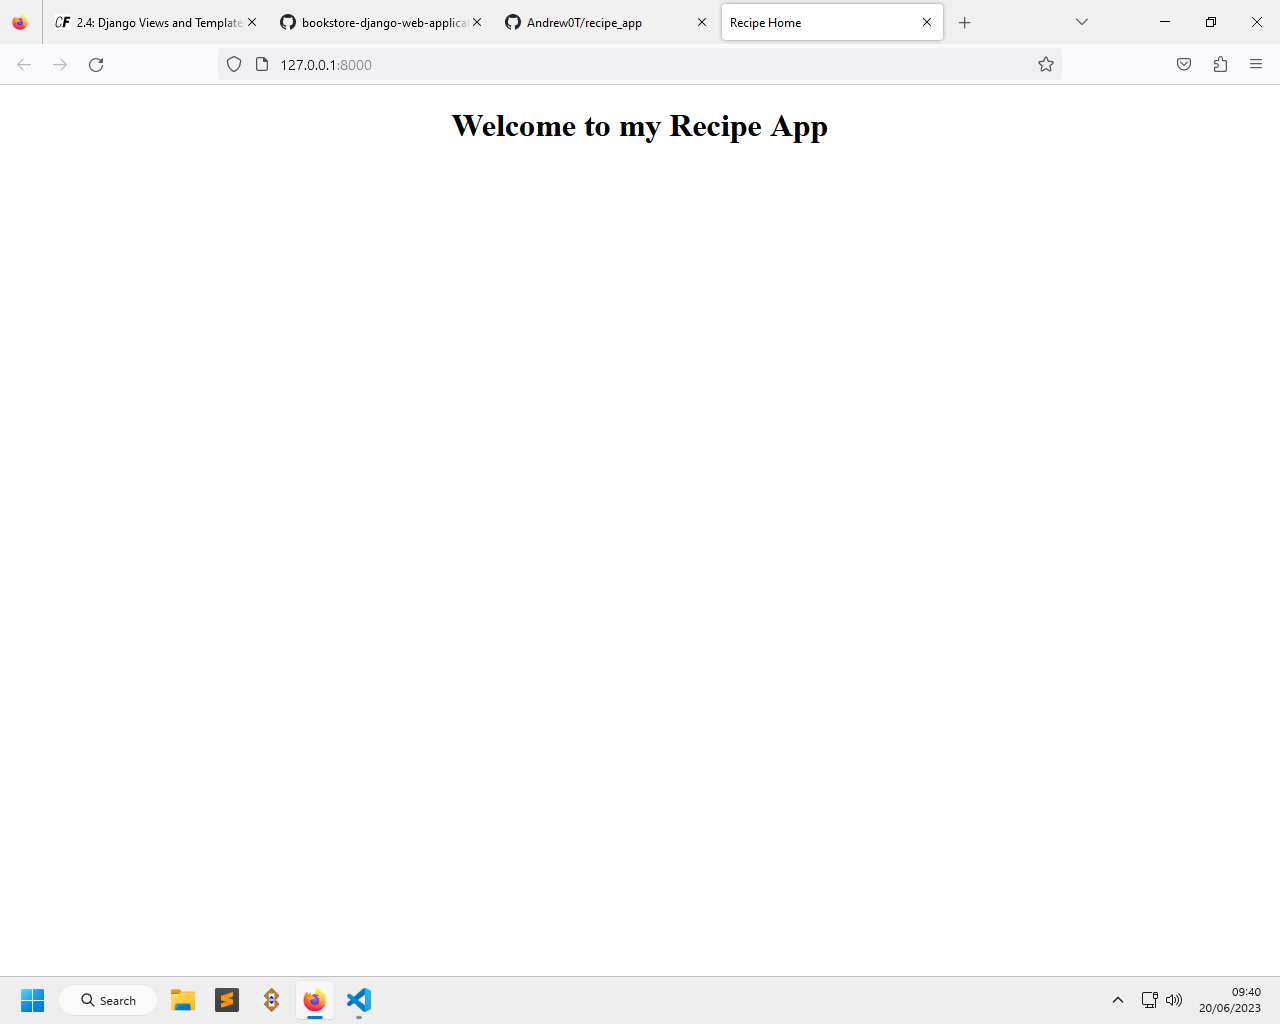 CF 2.4: Django Views and Template
bookstore-django-web-applica
Andrew0T/recipe_app
Recipe Home
127.0.0.1:8000
Welcome to my Recipe App
Search
09:40
20/06/2023